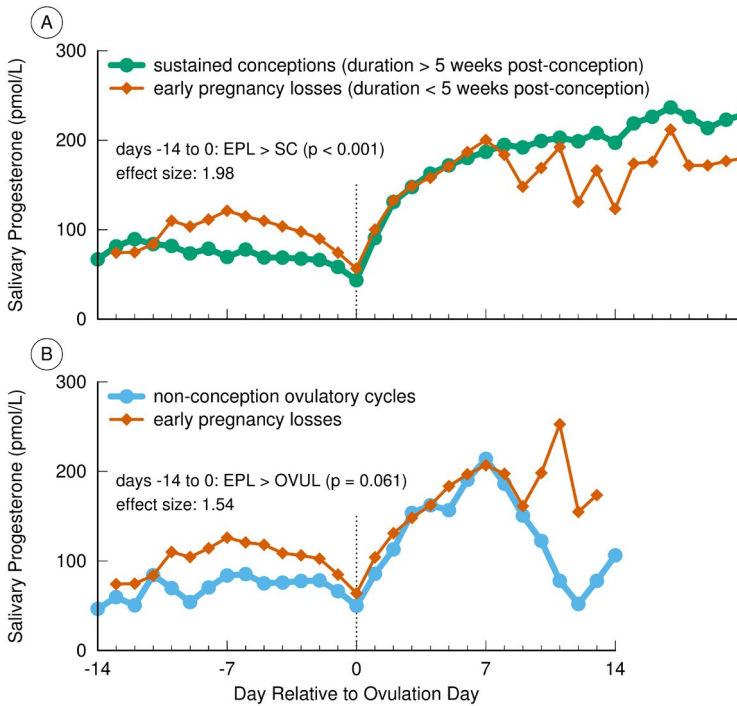 A
Salivary Progesterone (pmol/L)
300
200
100
0
sustained conceptions (duration > 5 weeks post-conception)
early pregnancy losses (duration < 5 weeks post-conception)
days -14 to 0: EPL > SC (p < 0.001)
effect size: 1.98
B
Salivary Progesterone (pmol/L)
300
200
100
0
non-conception ovulatory cycles
early pregnancy losses
days -14 to 0: EPL > OVUL (p = 0.061)
effect size: 1.54
-14 -7 0 7 14
Day Relative to Ovulation Day